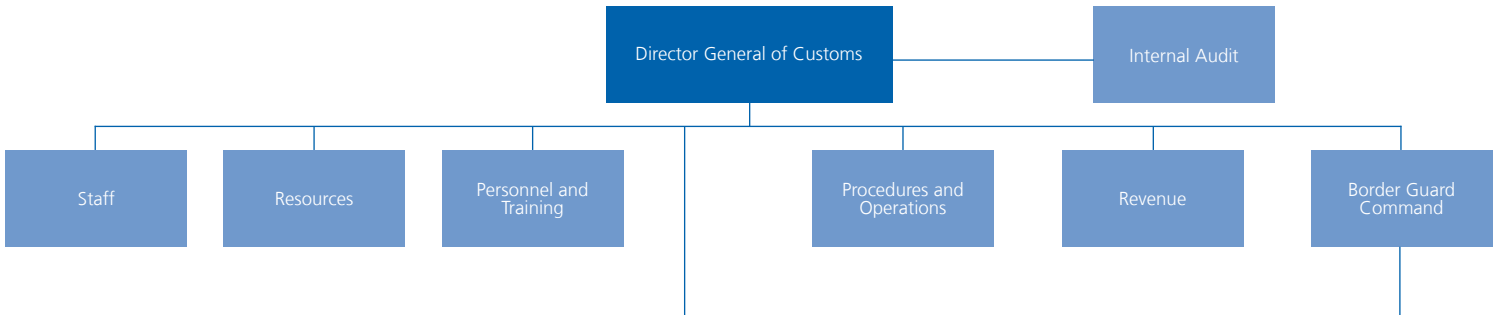 Director General of Customs
Internal Audit
Staff
Resources
Personnel and
Training
Procedures and
Operations
Revenue
Border Guard
Command